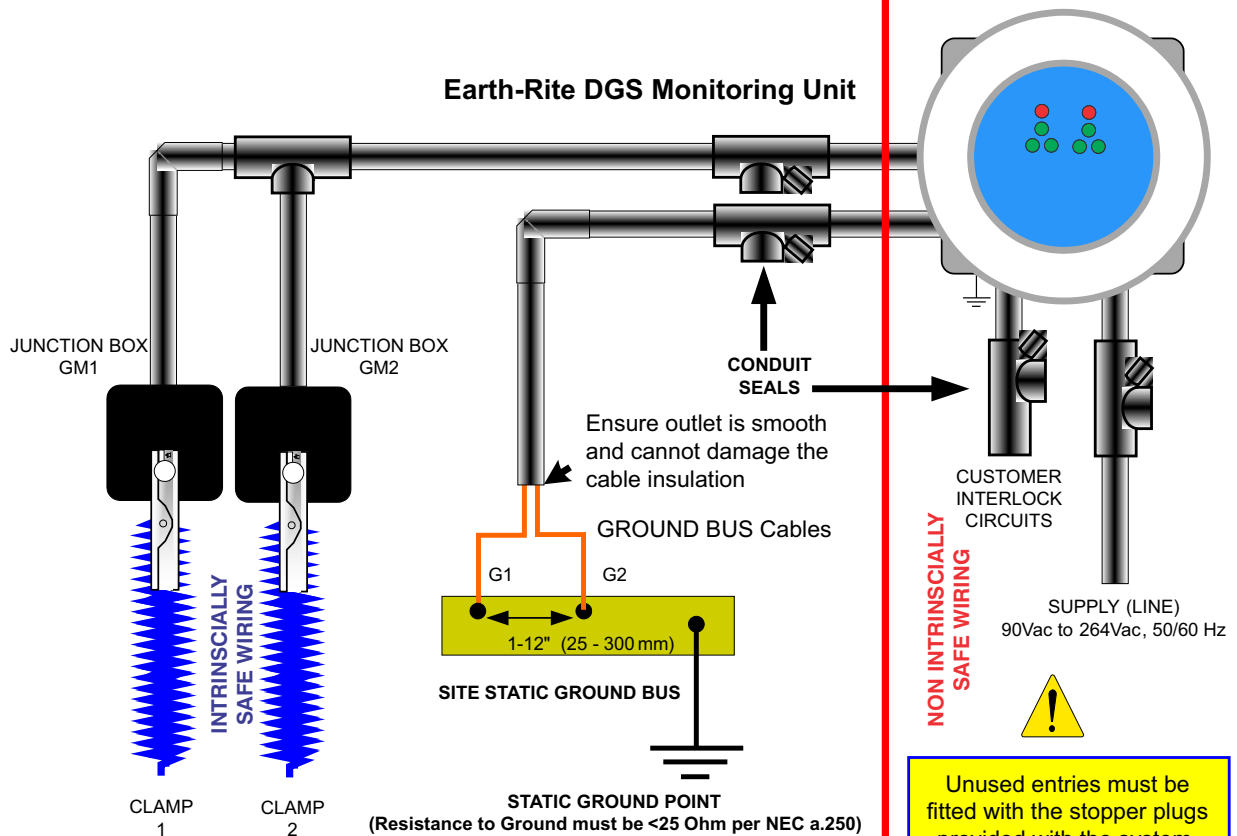 Earth-Rite DGS Monitoring Unit
JUNCTION BOX
GM1
JUNCTION BOX
GM2
CONDUIT
SEALS
Ensure outlet is smooth
and cannot damage the
cable insulation
GROUND BUS Cables
G1
G2
1-12" (25 - 300 mm)
SITE STATIC GROUND BUS
INTRINSCIALLY
SAFE WIRING
CLAMP
1
CLAMP
2
STATIC GROUND POINT
(Resistance to Ground must be <25 Ohm per NEC a.250)
CUSTOMER
INTERLOCK
CIRCUITS
NON INTRINSCIALLY
SAFE WIRING
SUPPLY (LINE)
90Vac to 264Vac, 50/60 Hz
!
Unused entries must be
fitted with the stopper plugs
provided with the system